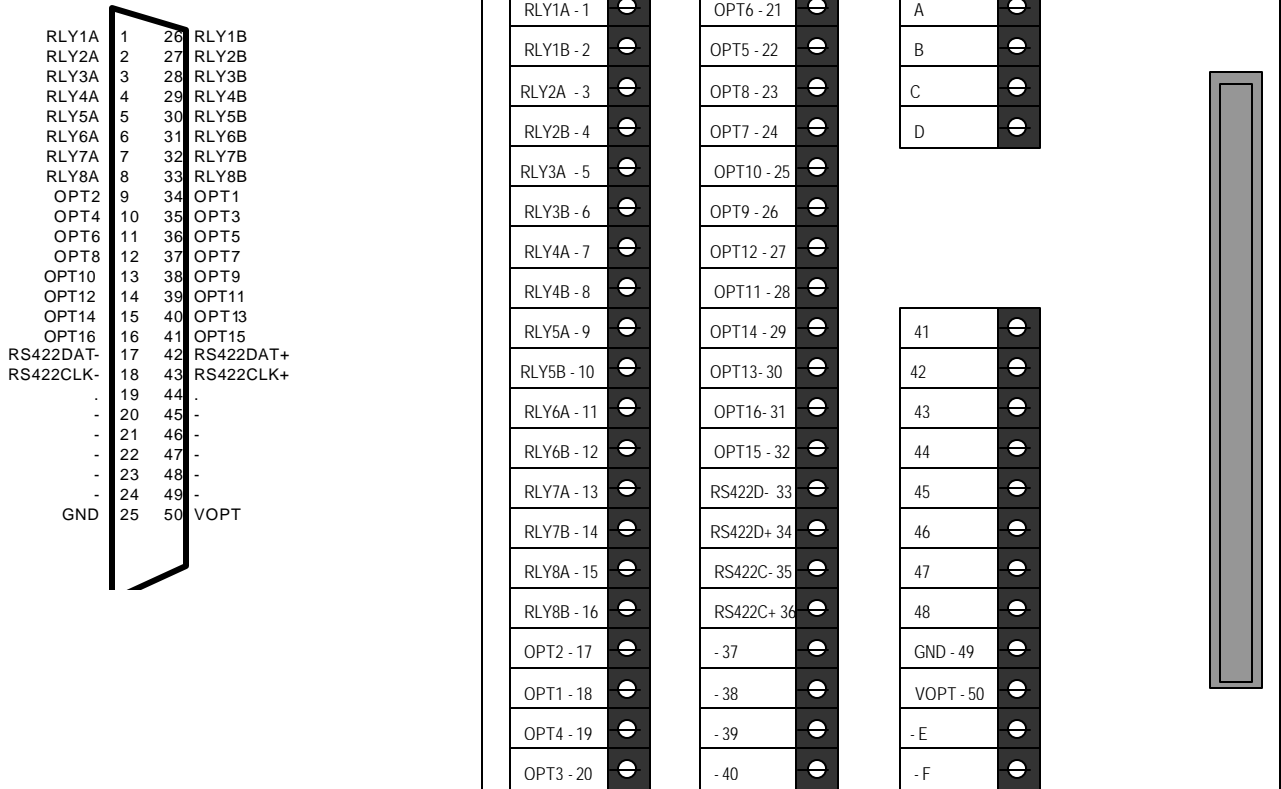 RLY1A 1 26 RLY1B
RLY2A 2 27 RLY2B
RLY3A 3 28 RLY3B
RLY4A 4 29 RLY4B
RLY5A 5 30 RLY5B
RLY6A 6 31 RLY6B
RLY7A 7 32 RLY7B
RLY8A 8 33 RLY8B
OPT2 9 34 OPT1
OPT4 10 35 OPT3
OPT6 11 36 OPT5
OPT8 12 37 OPT7
OPT10 13 38 OPT9
OPT12 14 39 OPT11
OPT14 15 40 OPT13
OPT16 16 41 OPT15
RS422DAT- 17 42 RS422DAT+
RS422CLK- 18 43 RS422CLK+
. 19 44 .
- 20 45 -
- 21 46 -
- 22 47 -
- 23 48 -
- 24 49 -
GND 25 50 VOPT
RLY1A - 1
RLY1B - 2
RLY2A - 3
RLY2B - 4
RLY3A - 5
RLY3B - 6
RLY4A - 7
RLY4B - 8
RLY5A - 9
RLY5B - 10
RLY6A - 11
RLY6B - 12
RLY7A - 13
RLY7B - 14
RLY8A - 15
RLY8B - 16
OPT2 - 17
OPT1 - 18
OPT4 - 19
OPT3 - 20
OPT6 - 21
OPT5 - 22
OPT8 - 23
OPT7 - 24
OPT10 - 25
OPT9 - 26
OPT12 - 27
OPT11 - 28
OPT14 - 29
OPT13- 30
OPT16- 31
OPT15 - 32
RS422D- 33
RS422D+ 34
RS422C- 35
RS422C+ 36
- 37
- 38
- 39
- 40
A
B
C
D
41
42
43
44
45
46
47
48
GND - 49
VOPT - 50
- E
- F